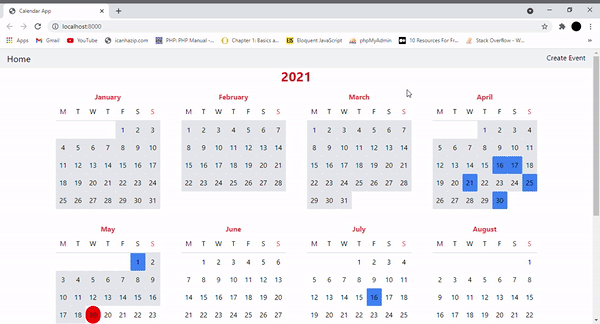 Calendar App
localhost:8000
Apps Gmail YouTube icanhazip.com PHP: PHP Manual -... Chapter 1: Basics a... Eloquent JavaScript phpMyAdmin 10 Resources For Fr... Stack Overflow - W...
Home Create Event
2021
January February March April
M T W T F S S M T W T F S S M T W T F S S M T W T F S S
1 2 3 1 2 3 4 5 6 7 1 2 3 4 5 6 7 1 2 3 4
4 5 6 7 8 9 10 8 9 10 11 12 13 14 8 9 10 11 12 13 14 5 6 7 8 9 10 11
11 12 13 14 15 16 17 15 16 17 18 19 20 21 15 16 17 18 19 20 21 12 13 14 15 16 17 18
18 19 20 21 22 23 24 22 23 24 25 26 27 28 22 23 24 25 26 27 28 19 20 21 22 23 24 25
25 26 27 28 29 30 31 29 30 31 26 27 28 29 30
May June July August
M T W T F S S M T W T F S S M T W T F S S M T W T F S S
1 2 1 2 3 4 5 6 1 2 3 4 1
3 4 5 6 7 8 9 7 8 9 10 11 12 13 5 6 7 8 9 10 11 2 3 4 5 6 7 8
10 11 12 13 14 15 16 14 15 16 17 18 19 20 12 13 14 15 16 17 18 9 10 11 12 13 14 15
17 18 19 20 21 22 23 21 22 23 24 25 26 27 19 20 21 22 23 24 25 16 17 18 19 20 21 22